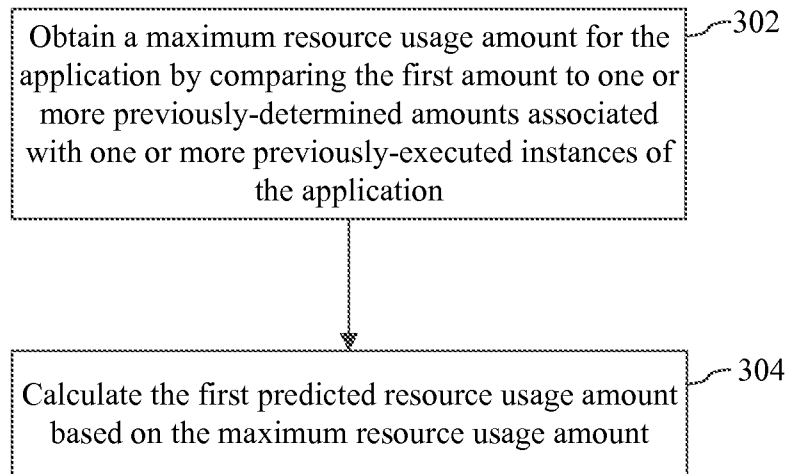 Obtain a maximum resource usage amount for the
application by comparing the first amount to one or
more previously-determined amounts associated
with one or more previously-executed instances of
the application
302
Calculate the first predicted resource usage amount
based on the maximum resource usage amount
304